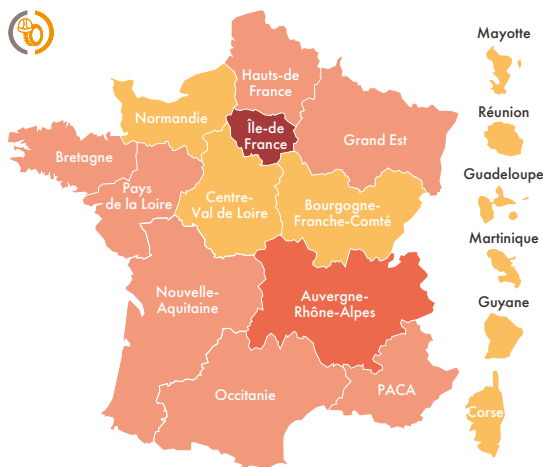 Hauts-de
France
Normandie
Île-de
France
Grand Est
Bretagne
Pays
de la Loire
Centre-
Val de Loire
Bourgogne-
Franche-Comté
Nouvelle-
Aquitaine
Auvergne-
Rhône-Alpes
Occitanie
PACA
Mayotte
Réunion
Guadeloupe
Martinique
Guyane
Corse